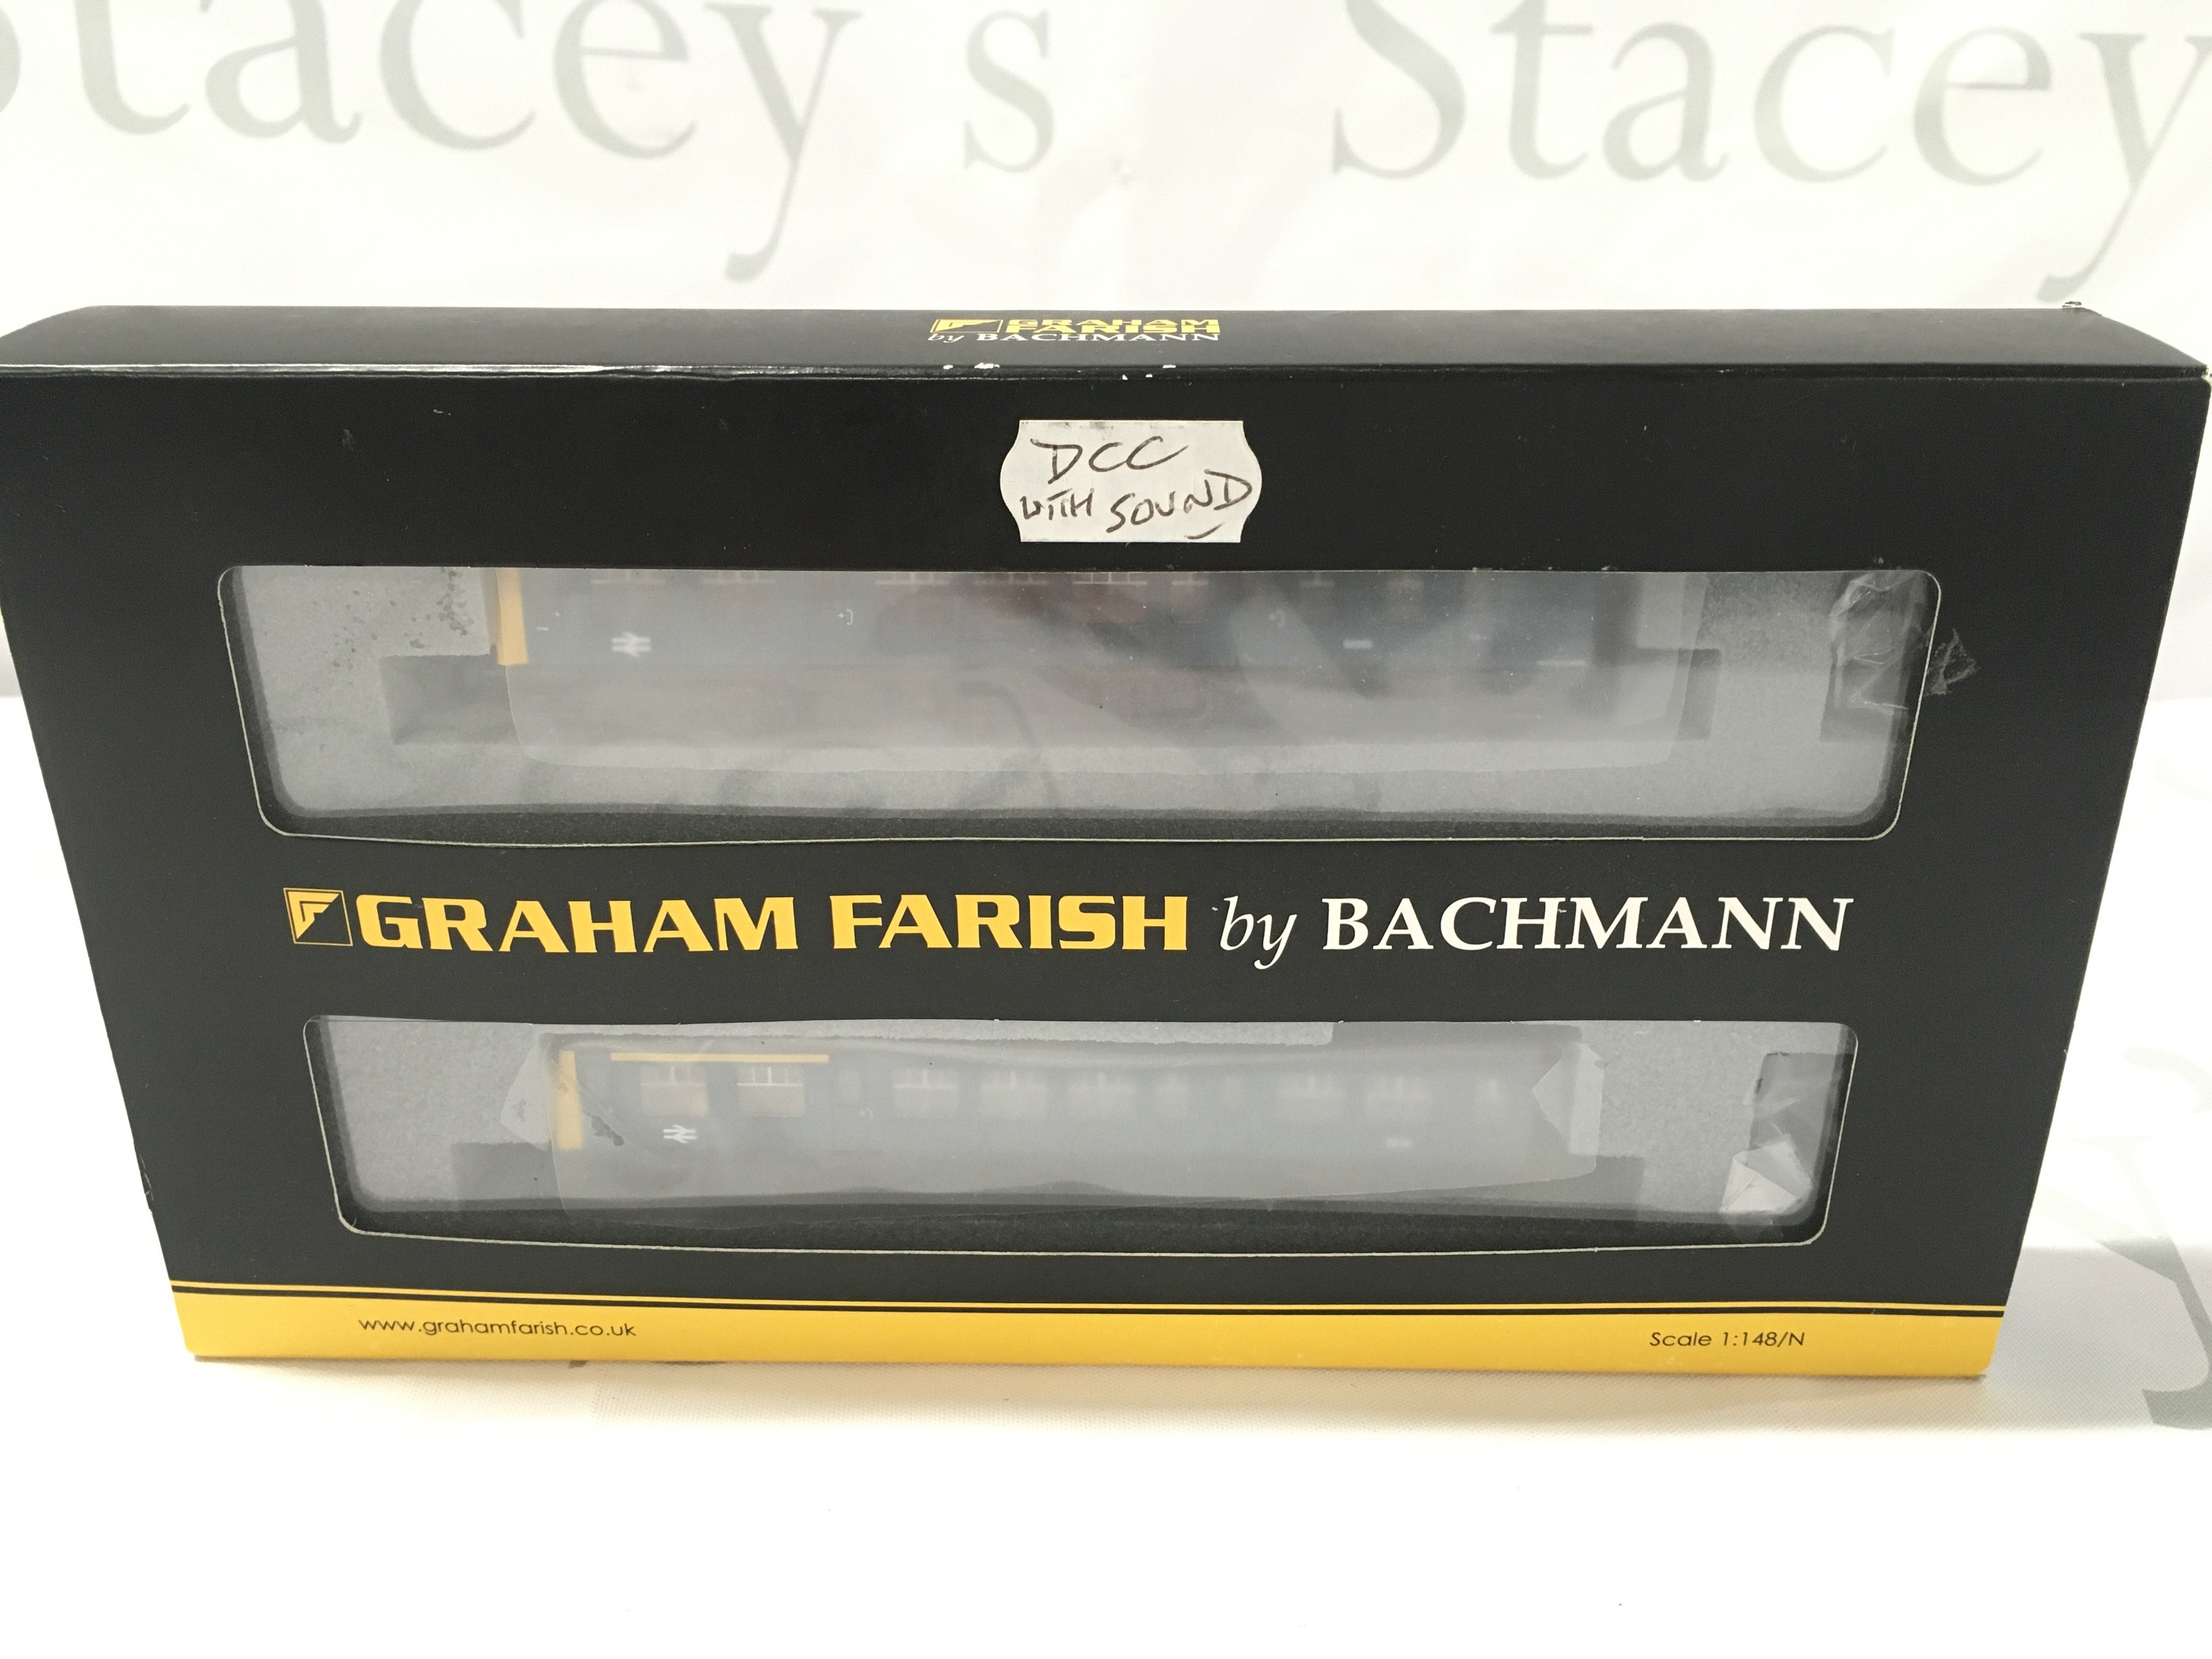 Stacey s Stacey
GRAHAM
FARISH
by BACHMANN
DCC
WITH SOUND
GRAHAM FARISH by BACHMANN
www.grahamfarish.co.uk
Scale 1:148/N